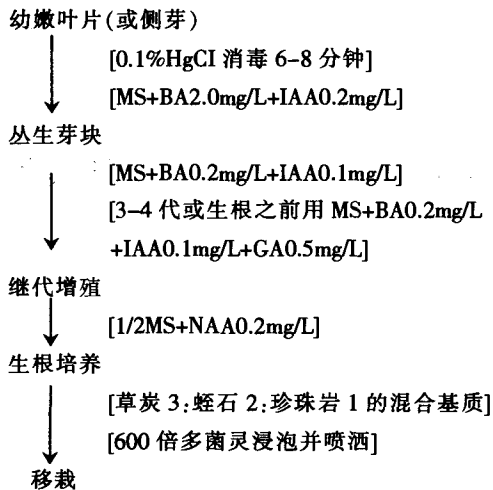 幼嫩叶片(或侧芽)
[0.1%HgCI 消毒 6-8 分钟]
[MS+BA2.0mg/L+IAA0.2mg/L]
丛生芽块
[MS+BA0.2mg/L+IAA0.1mg/L]
[3-4 代或生根之前用 MS+BA0.2mg/L
+IAA0.1mg/L+GA0.5mg/L]
继代增殖
[1/2MS+NAA0.2mg/L]
生根培养
[草炭 3:蛭石 2:珍珠岩 1 的混合基质]
[600 倍多菌灵浸泡并喷洒]
移栽